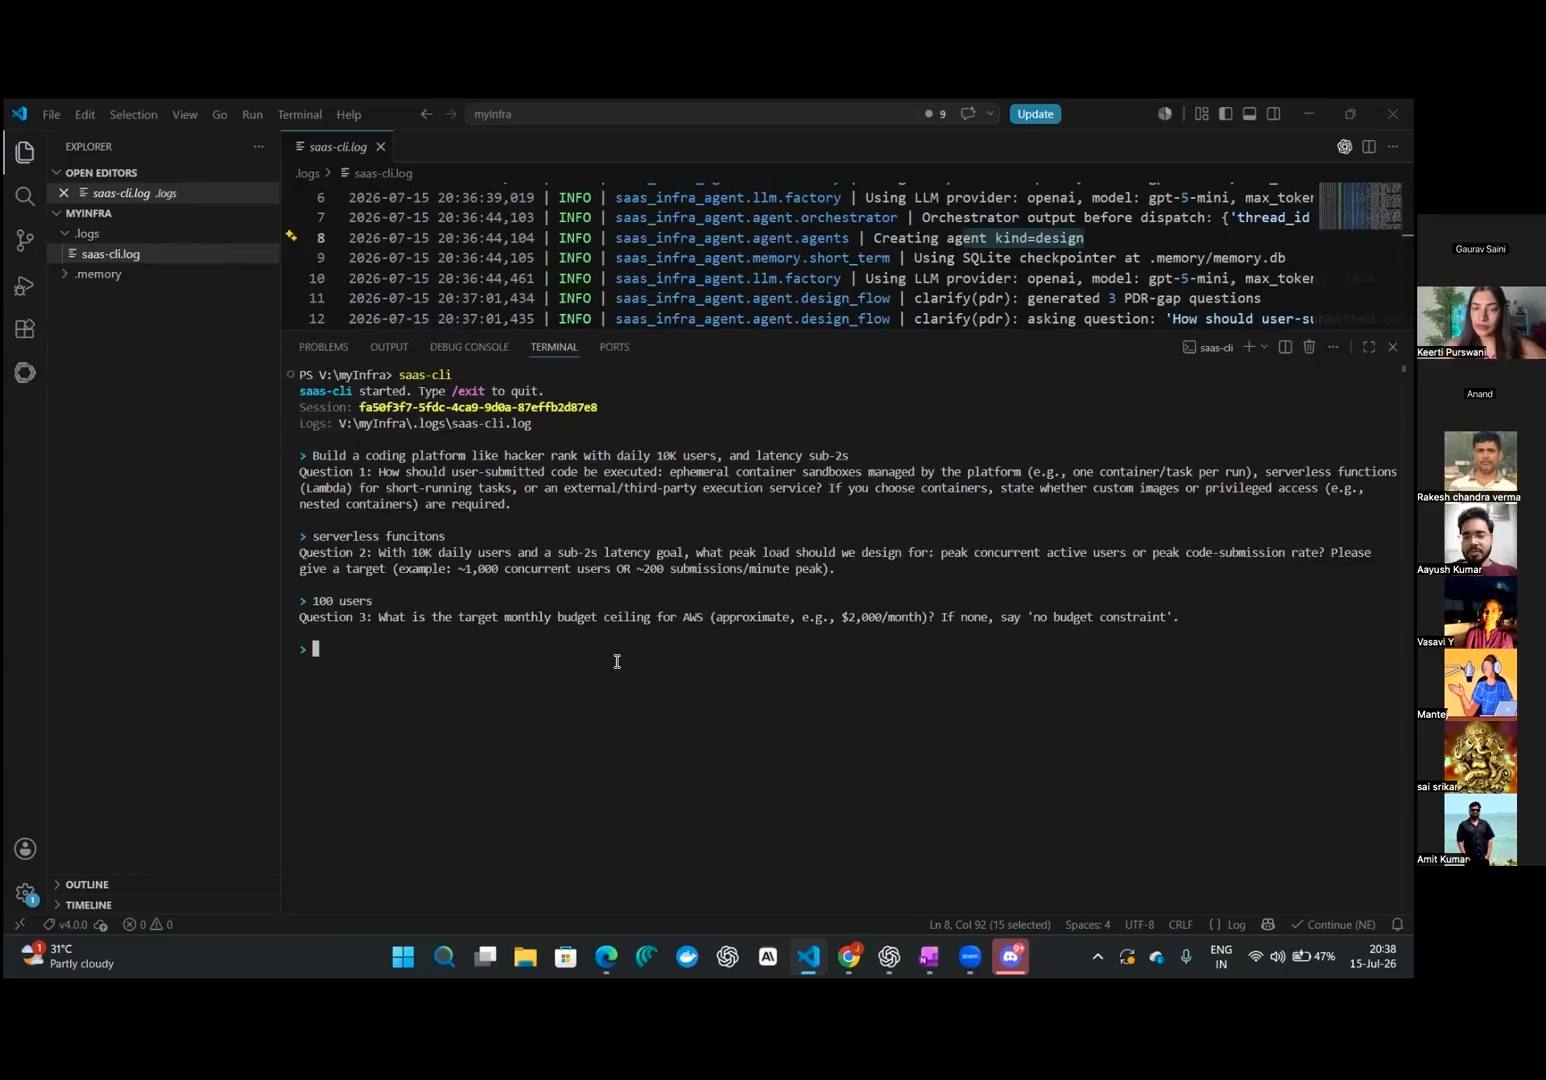 File Edit Selection View Go Run Terminal Help
myInfra
9
Update
EXPLORER
OPEN EDITORS
saas-cli.log .logs
MYINFRA
.logs
saas-cli.log
.memory
OUTLINE
TIMELINE
saas-cli.log
.logs > saas-cli.log
6 2026-07-15 20:36:39,019 | INFO | saas_infra_agent.llm.factory | Using LLM provider: openai, model: gpt-5-mini, max_token
7 2026-07-15 20:36:44,103 | INFO | saas_infra_agent.agent.orchestrator | Orchestrator output before dispatch: {'thread_id
8 2026-07-15 20:36:44,104 | INFO | saas_infra_agent.agent.agents | Creating agent kind=design
9 2026-07-15 20:36:44,105 | INFO | saas_infra_agent.memory.short_term | Using SQLite checkpointer at .memory/memory.db
10 2026-07-15 20:36:44,461 | INFO | saas_infra_agent.llm.factory | Using LLM provider: openai, model: gpt-5-mini, max_token
11 2026-07-15 20:37:01,434 | INFO | saas_infra_agent.agent.design_flow | clarify(pdr): generated 3 PDR-gap questions
12 2026-07-15 20:37:01,435 | INFO | saas_infra_agent.agent.design_flow | clarify(pdr): asking question: 'How should user-su
PROBLEMS OUTPUT DEBUG CONSOLE TERMINAL PORTS
saas-cli
PS V:\myInfra> saas-cli
saas-cli started. Type /exit to quit.
Session: fa50f3f7-5fdc-4ca9-9d0a-87effb2d87e8
Logs: V:\myInfra\.logs\saas-cli.log
> Build a coding platform like hacker rank with daily 10K users, and latency sub-2s
Question 1: How should user-submitted code be executed: ephemeral container sandboxes managed by the platform (e.g., one container/task per run), serverless functions
(Lambda) for short-running tasks, or an external/third-party execution service? If you choose containers, state whether custom images or privileged access (e.g.,
nested containers) are required.
> serverless funcitons
Question 2: With 10K daily users and a sub-2s latency goal, what peak load should we design for: peak concurrent active users or peak code-submission rate? Please
give a target (example: ~1,000 concurrent users OR ~200 submissions/minute peak).
> 100 users
Question 3: What is the target monthly budget ceiling for AWS (approximate, e.g., $2,000/month)? If none, say 'no budget constraint'.
>
v4.0.0 0 0
Ln 8, Col 92 (15 selected) Spaces: 4 UTF-8 CRLF {} Log Continue (NE)
1
31°C
Partly cloudy
ENG
IN
47%
20:38
15-Jul-26
Gaurav Saini
Keerti Purswani
Anand
Rakesh chandra verma
Aayush Kumar
Vasavi Y
Mantej
sai srikar
Amit Kumar